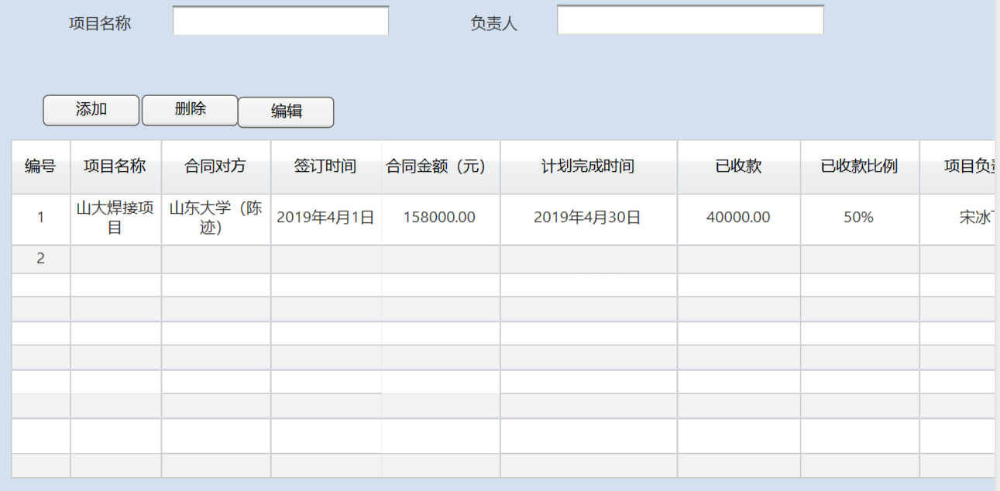 项目名称
负责人
添加
删除
编辑
编号
项目名称
合同对方
签订时间
合同金额（元）
计划完成时间
已收款
已收款比例
项目负
1
山大焊接项
目
山东大学（陈
迹）
2019年4月1日
158000.00
2019年4月30日
40000.00
50%
宋冰
2